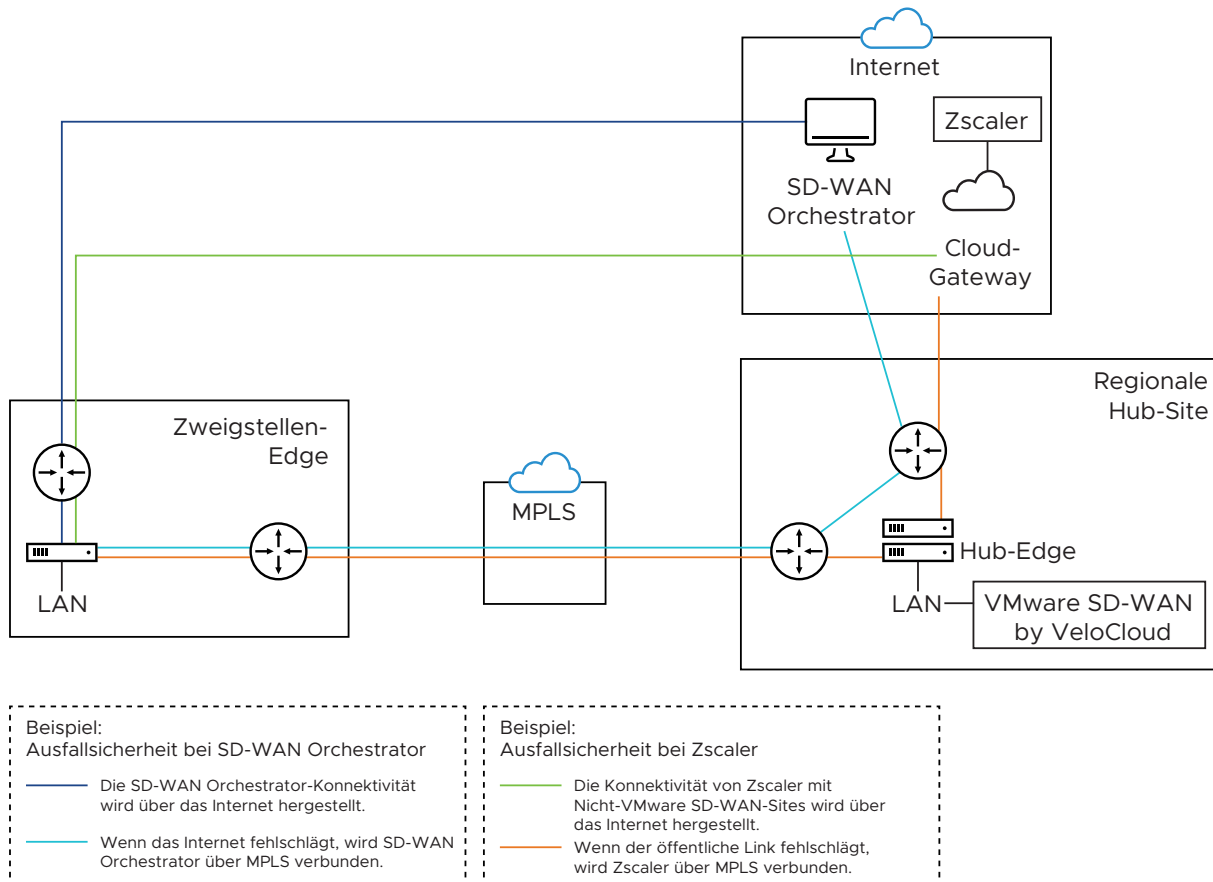 Internet
Zscaler
SD-WAN
Orchestrator
Cloud-
Gateway
Regionale
Hub-Site
Zweigstellen-
Edge
MPLS
Hub-Edge
LAN
LAN
VMware SD-WAN
by VeloCloud
Beispiel:
Ausfallsicherheit bei SD-WAN Orchestrator
Die SD-WAN Orchestrator-Konnektivität
wird über das Internet hergestellt.
Wenn das Internet fehlschlägt, wird SD-WAN
Orchestrator über MPLS verbunden.
Beispiel:
Ausfallsicherheit bei Zscaler
Die Konnektivität von Zscaler mit
Nicht-VMware SD-WAN-Sites wird über
das Internet hergestellt.
Wenn der öffentliche Link fehlschlägt,
wird Zscaler über MPLS verbunden.